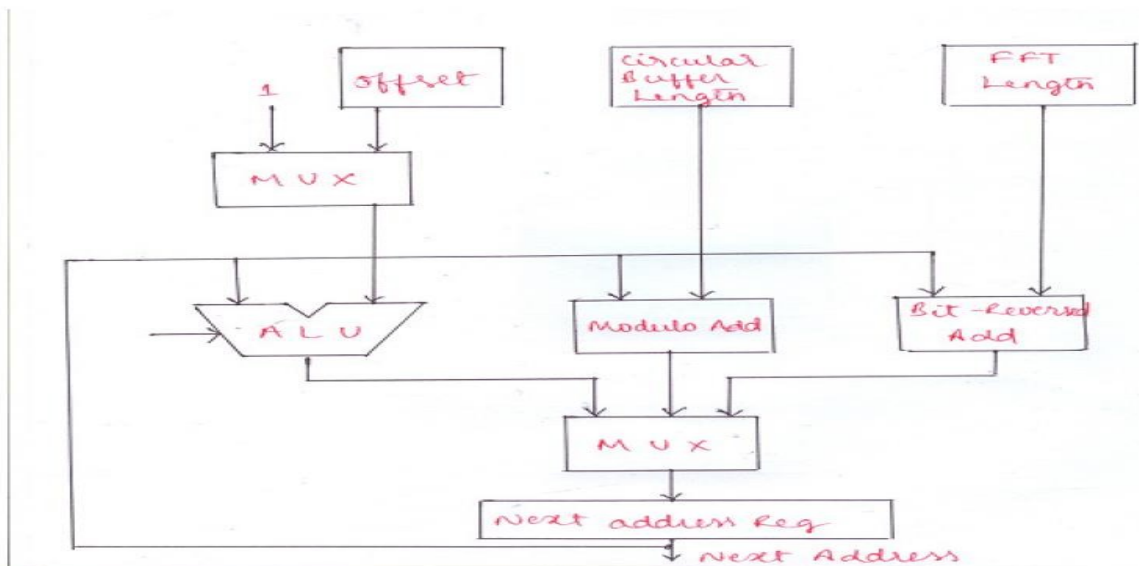 1
Offset
Circular
Buffer
Length
FFT
Length
MUX
ALU
Modulo Add
Bit-Reversed
Add
MUX
Next address Reg
Next Address